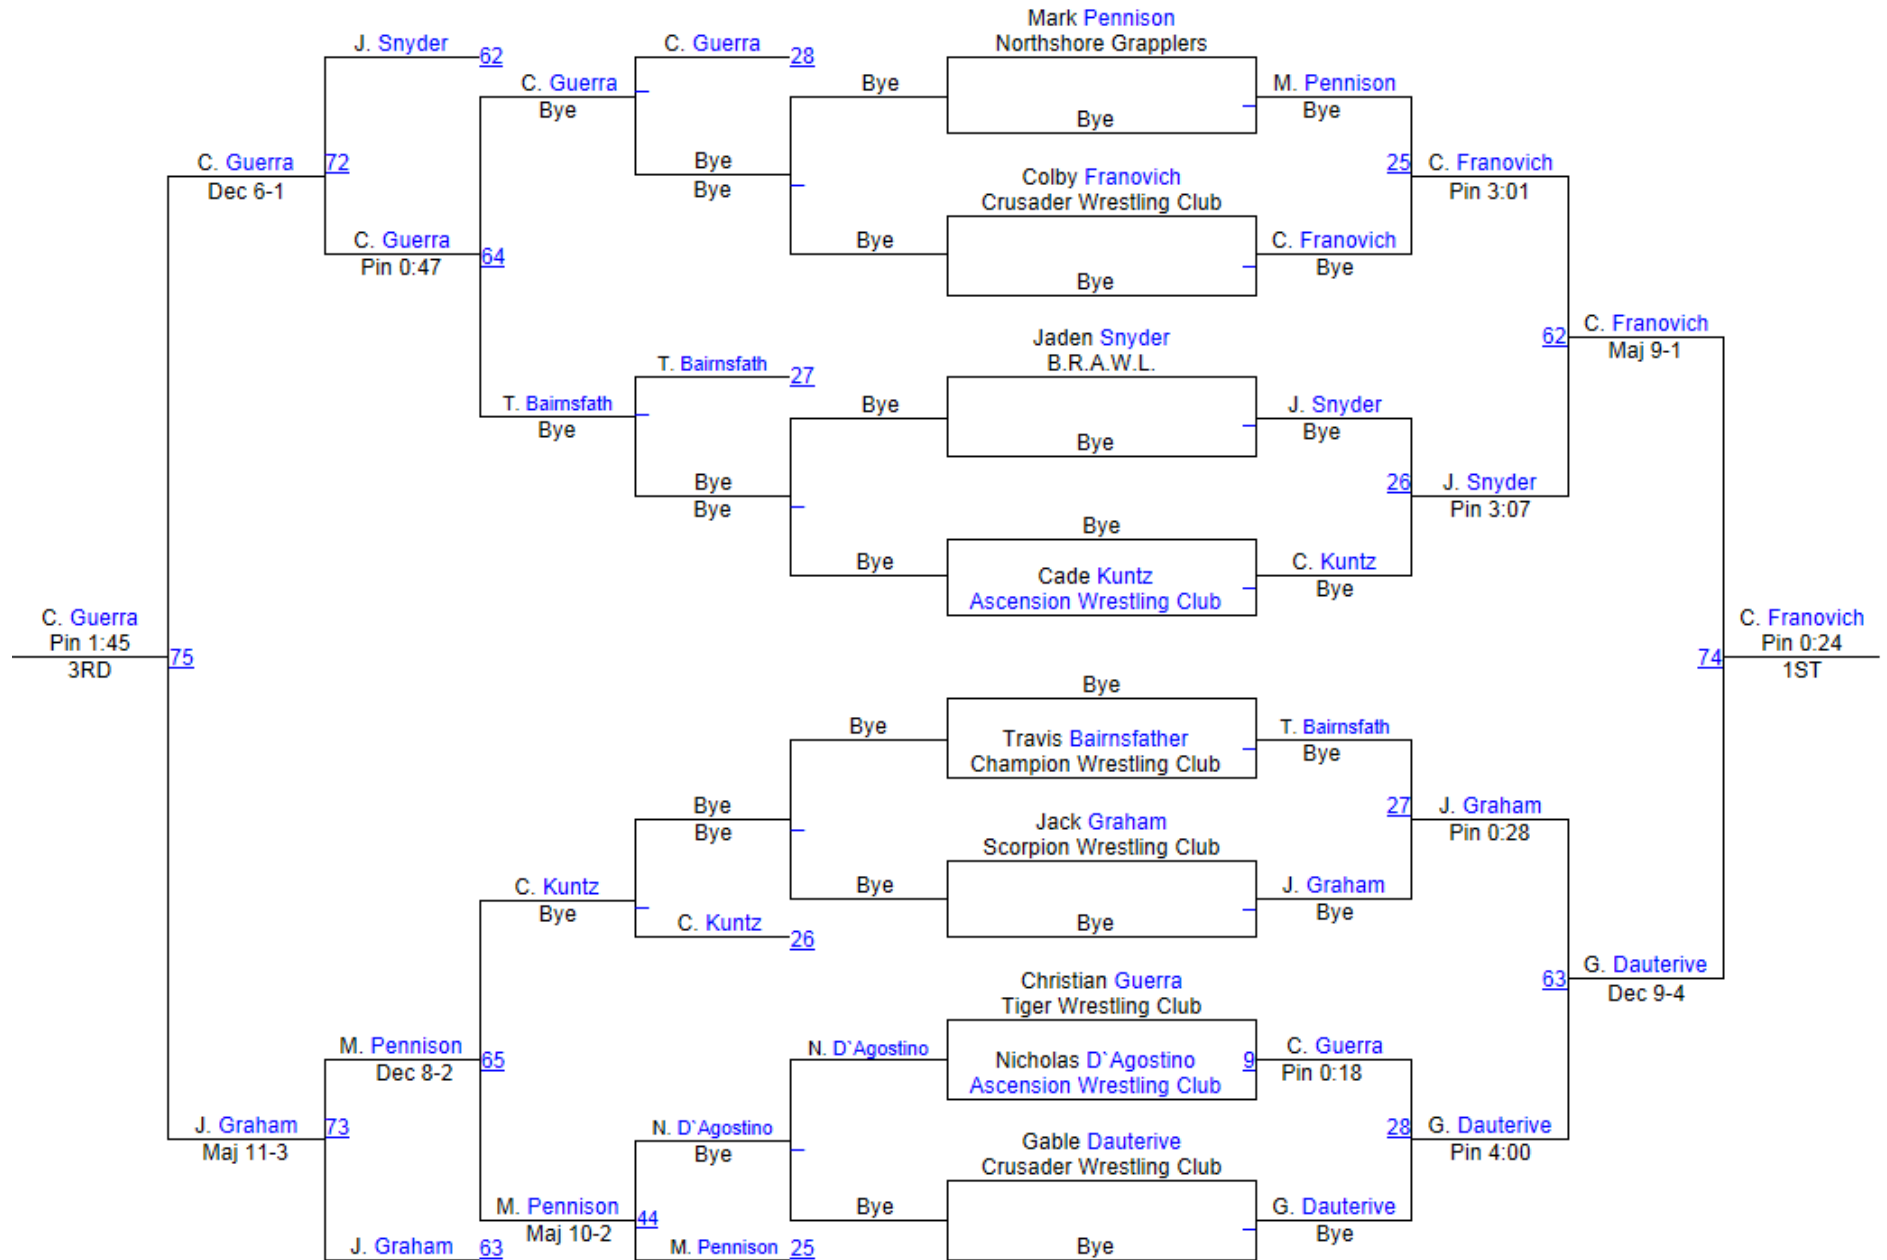 Mark Pennison
Northshore Grapplers
J. Snyder 62
C. Guerra 28
C. Guerra
Bye
Bye
M. Pennison
Bye
Bye
C. Guerra
Dec 6-1
72
Bye
Bye
25
C. Franovich
Pin 3:01
Colby Franovich
Crusader Wrestling Club
C. Guerra
Pin 0:47
64
Bye
C. Franovich
Bye
Bye
Jaden Snyder
B.R.A.W.L.
62
C. Franovich
Maj 9-1
T. Bairnsfath 27
T. Bairnsfath
Bye
Bye
J. Snyder
Bye
Bye
Bye
Bye
26
J. Snyder
Pin 3:07
Bye
Bye
Cade Kuntz
Ascension Wrestling Club
C. Kuntz
Bye
C. Guerra
Pin 1:45
3RD
75
74
C. Franovich
Pin 0:24
1ST
Bye
Bye
Travis Bairnsfather
Champion Wrestling Club
T. Bairnsfath
Bye
Bye
Bye
27
J. Graham
Pin 0:28
Jack Graham
Scorpion Wrestling Club
C. Kuntz
Bye
Bye
J. Graham
Bye
C. Kuntz 26
Bye
Christian Guerra
Tiger Wrestling Club
63
G. Dauterive
Dec 9-4
M. Pennison
Dec 8-2
65
N. D`Agostino
Nicholas D`Agostino
Ascension Wrestling Club
9
C. Guerra
Pin 0:18
J. Graham
Maj 11-3
73
N. D`Agostino
Bye
28
G. Dauterive
Pin 4:00
Gable Dauterive
Crusader Wrestling Club
M. Pennison
Maj 10-2
44
Bye
G. Dauterive
Bye
J. Graham 63
M. Pennison 25
Bye